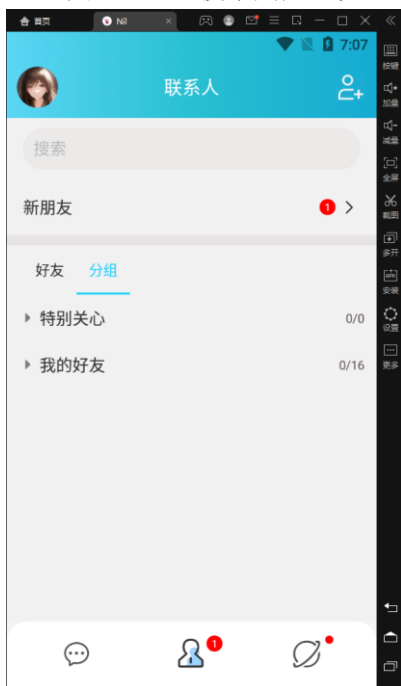 首页
Nil
7:07
联系人
搜索
新朋友 1
好友 分组
特别关心 0/0
我的好友 0/16
1
按键
加量
减量
全屏
截图
多开
APK
安装
设置
更多